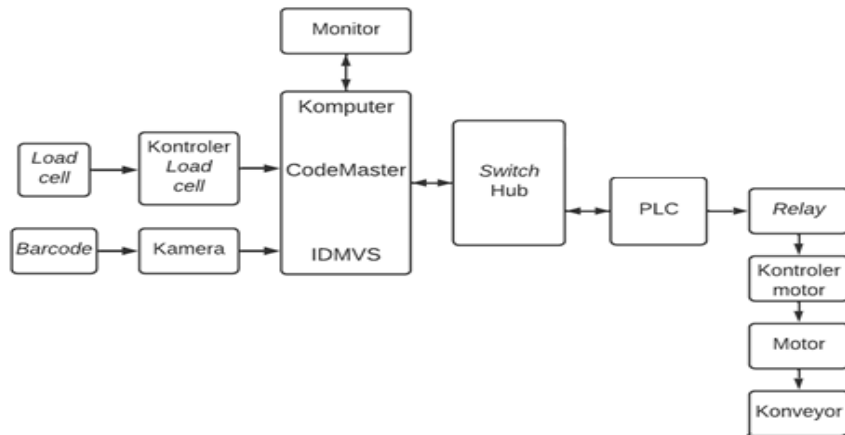 Monitor
Komputer
CodeMaster
IDMVS
Load
cell
Kontroler
Load
cell
Barcode
Kamera
Switch
Hub
PLC
Relay
Kontroler
motor
Motor
Konveyor